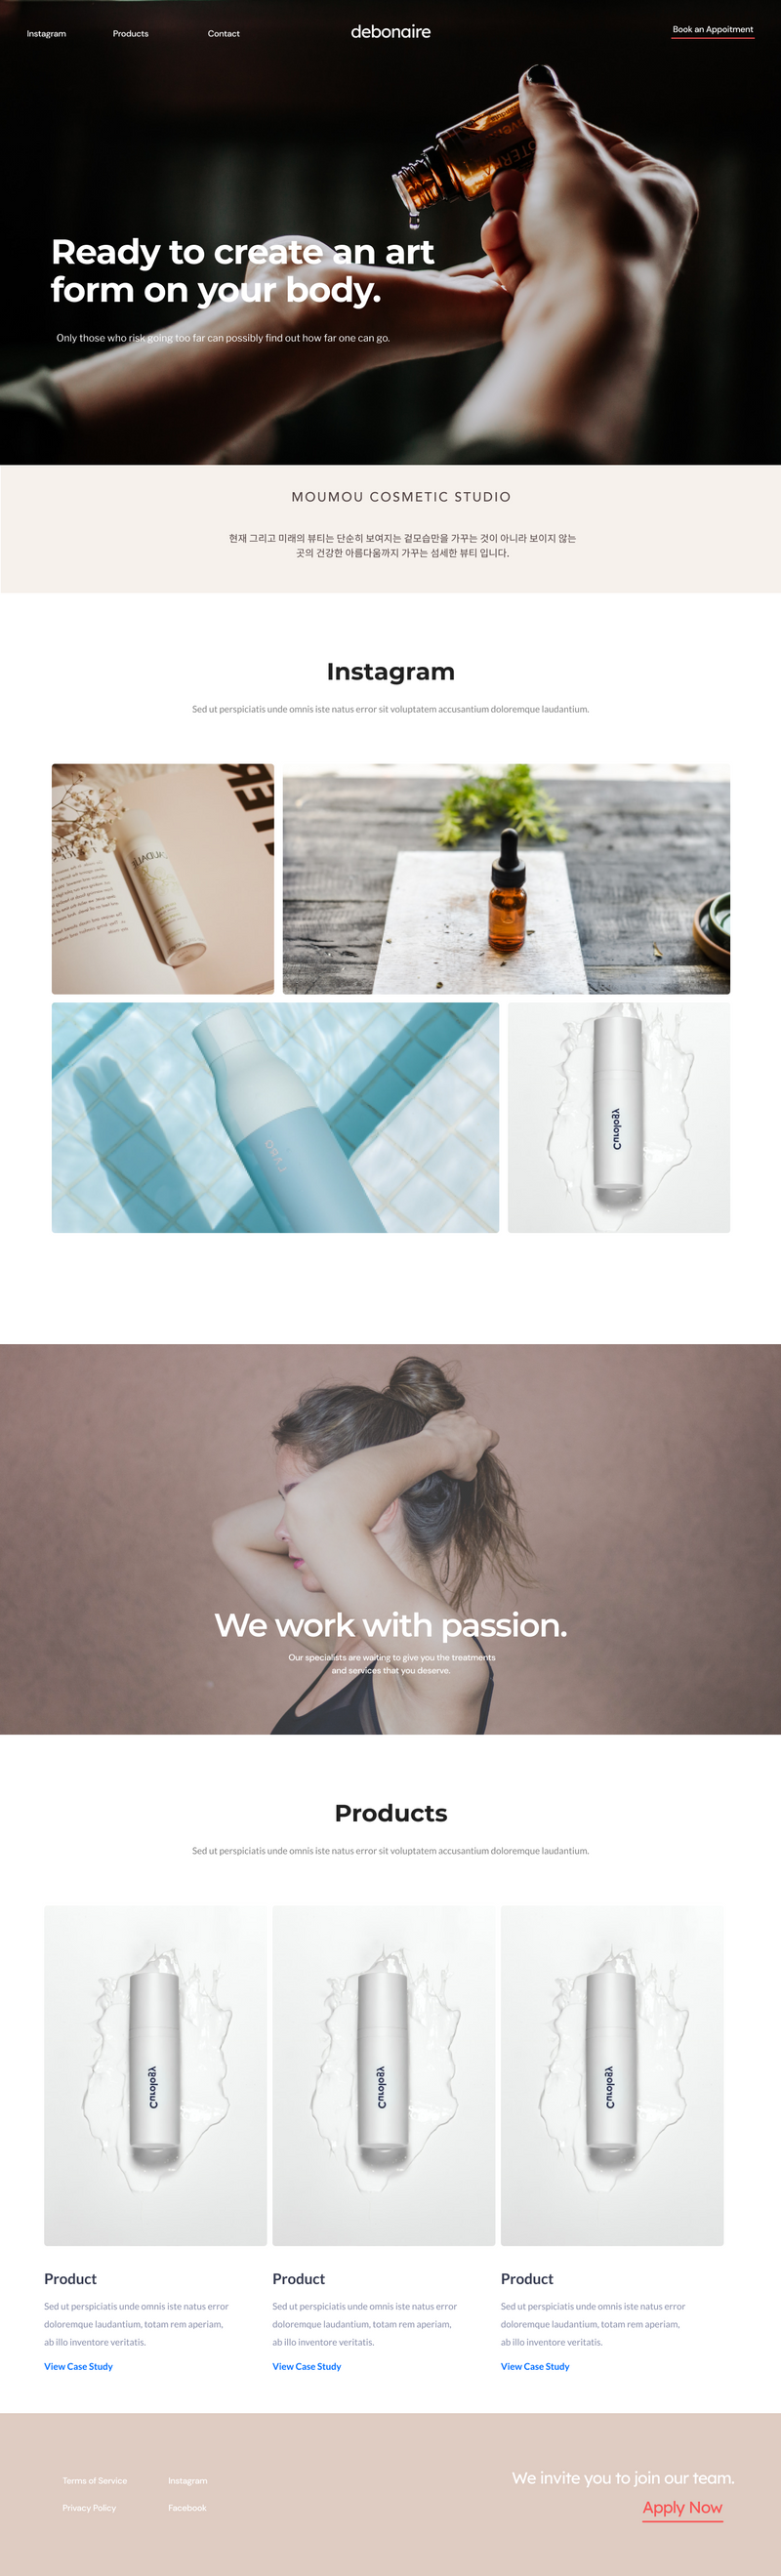 Instagram
Products
Contact
debonaire
Book an Appoitment
Ready to create an art
form on your body.
Only those who risk going too far can possibly find out how far one can go.
MOUMOU COSMETIC STUDIO
현재 그리고 미래의 뷰티는 단순히 보여지는 겉모습만을 가꾸는 것이 아니라 보이지 않는
곳의 건강한 아름다움까지 가꾸는 섬세한 뷰티 입니다.
Instagram
Sed ut perspiciatis unde omnis iste natus error sit voluptatem accusantium doloremque laudantium.
Curology
We work with passion.
Our specialists are waiting to give you the treatments
and services that you deserve.
Products
Sed ut perspiciatis unde omnis iste natus error sit voluptatem accusantium doloremque laudantium.
Curology
Curology
Curology
Product
Sed ut perspiciatis unde omnis iste natus error
doloremque laudantium, totam rem aperiam,
ab illo inventore veritatis.
View Case Study
Product
Sed ut perspiciatis unde omnis iste natus error
doloremque laudantium, totam rem aperiam,
ab illo inventore veritatis.
View Case Study
Product
Sed ut perspiciatis unde omnis iste natus error
doloremque laudantium, totam rem aperiam,
ab illo inventore veritatis.
View Case Study
Terms of Service
Instagram
Privacy Policy
Facebook
We invite you to join our team.
Apply Now